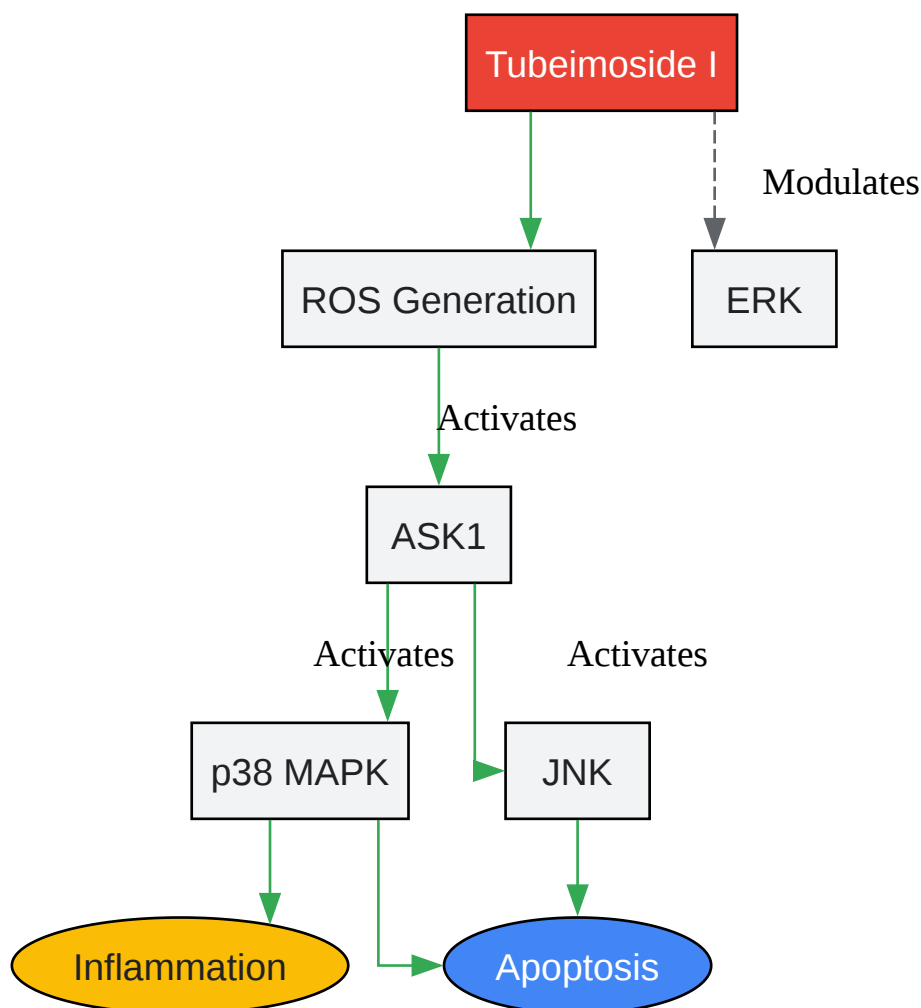 Tubeimoside I
Modulates
ROS Generation
ERK
Activates
ASK1
Activates
Activates
p38 MAPK
JNK
Inflammation
Apoptosis